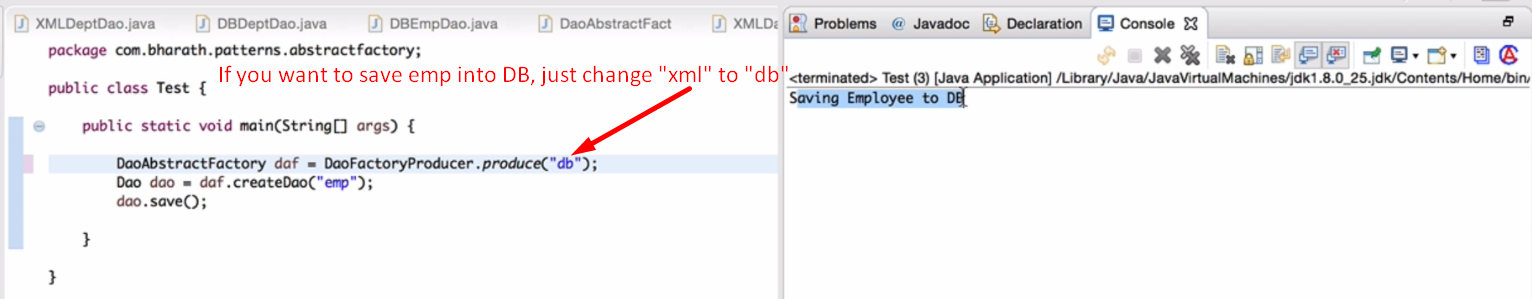 XMLDeptDao.java DBDeptDao.java DBEmpDao.java DaoAbstractFact XMLDa
package com.bharath.patterns.abstractfactory;
If you want to save emp into DB, just change "xml" to "db"
public class Test {
public static void main(String[] args) {
DaoAbstractFactory daf = DaoFactoryProducer.produce("db");
Dao dao = daf.createDao("emp");
dao.save();
}
}
Problems @ Javadoc Declaration Console
<terminated> Test (3) [Java Application] /Library/Java/JavaVirtualMachines/jdk1.8.0_25.jdk/Contents/Home/bin/
Saving Employee to DB